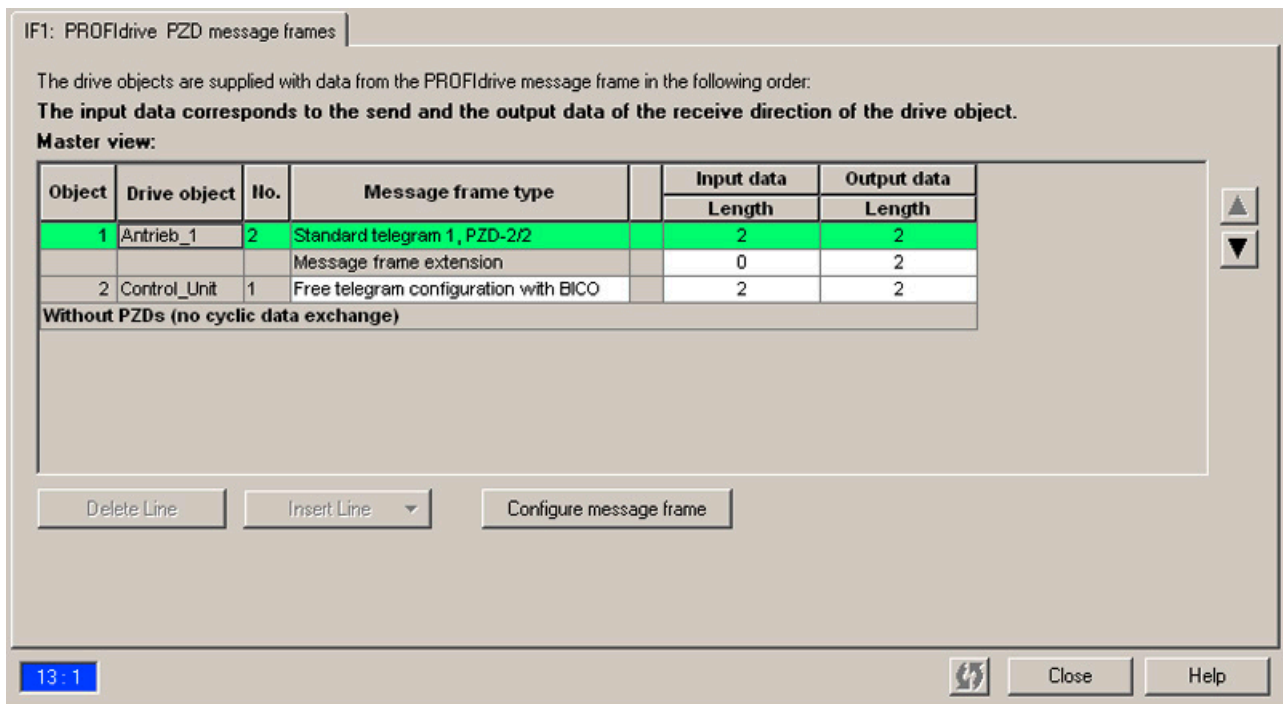 IF1: PROFIdrive PZD message frames
The drive objects are supplied with data from the PROFIdrive message frame in the following order:
The input data corresponds to the send and the output data of the receive direction of the drive object.
Master view:
Object Drive object No. Message frame type Input data Output data
Length Length
1 Antrieb_1 2 Standard telegram 1, PZD-2/2 2 2
Message frame extension 0 2
2 Control_Unit 1 Free telegram configuration with BICO 2 2
Without PZDs (no cyclic data exchange)
Delete Line Insert Line Configure message frame
13 : 1 Close Help